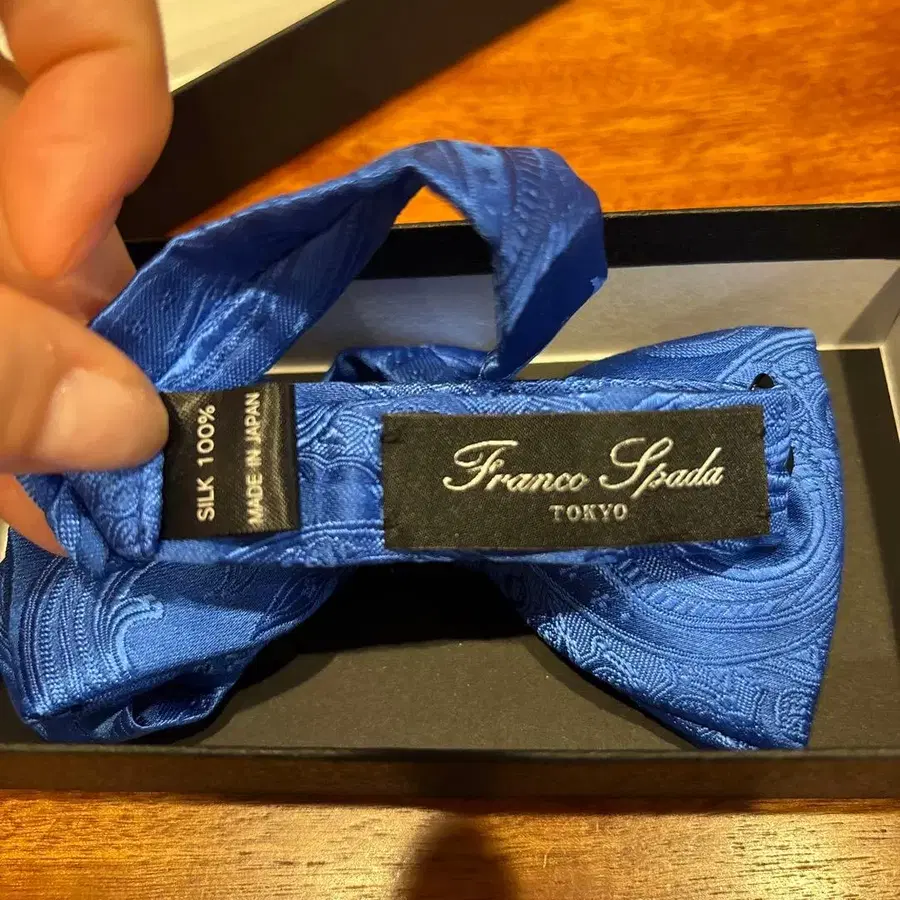 SILK 100%
MADE IN JAPAN
Franco Spada
TOKYO